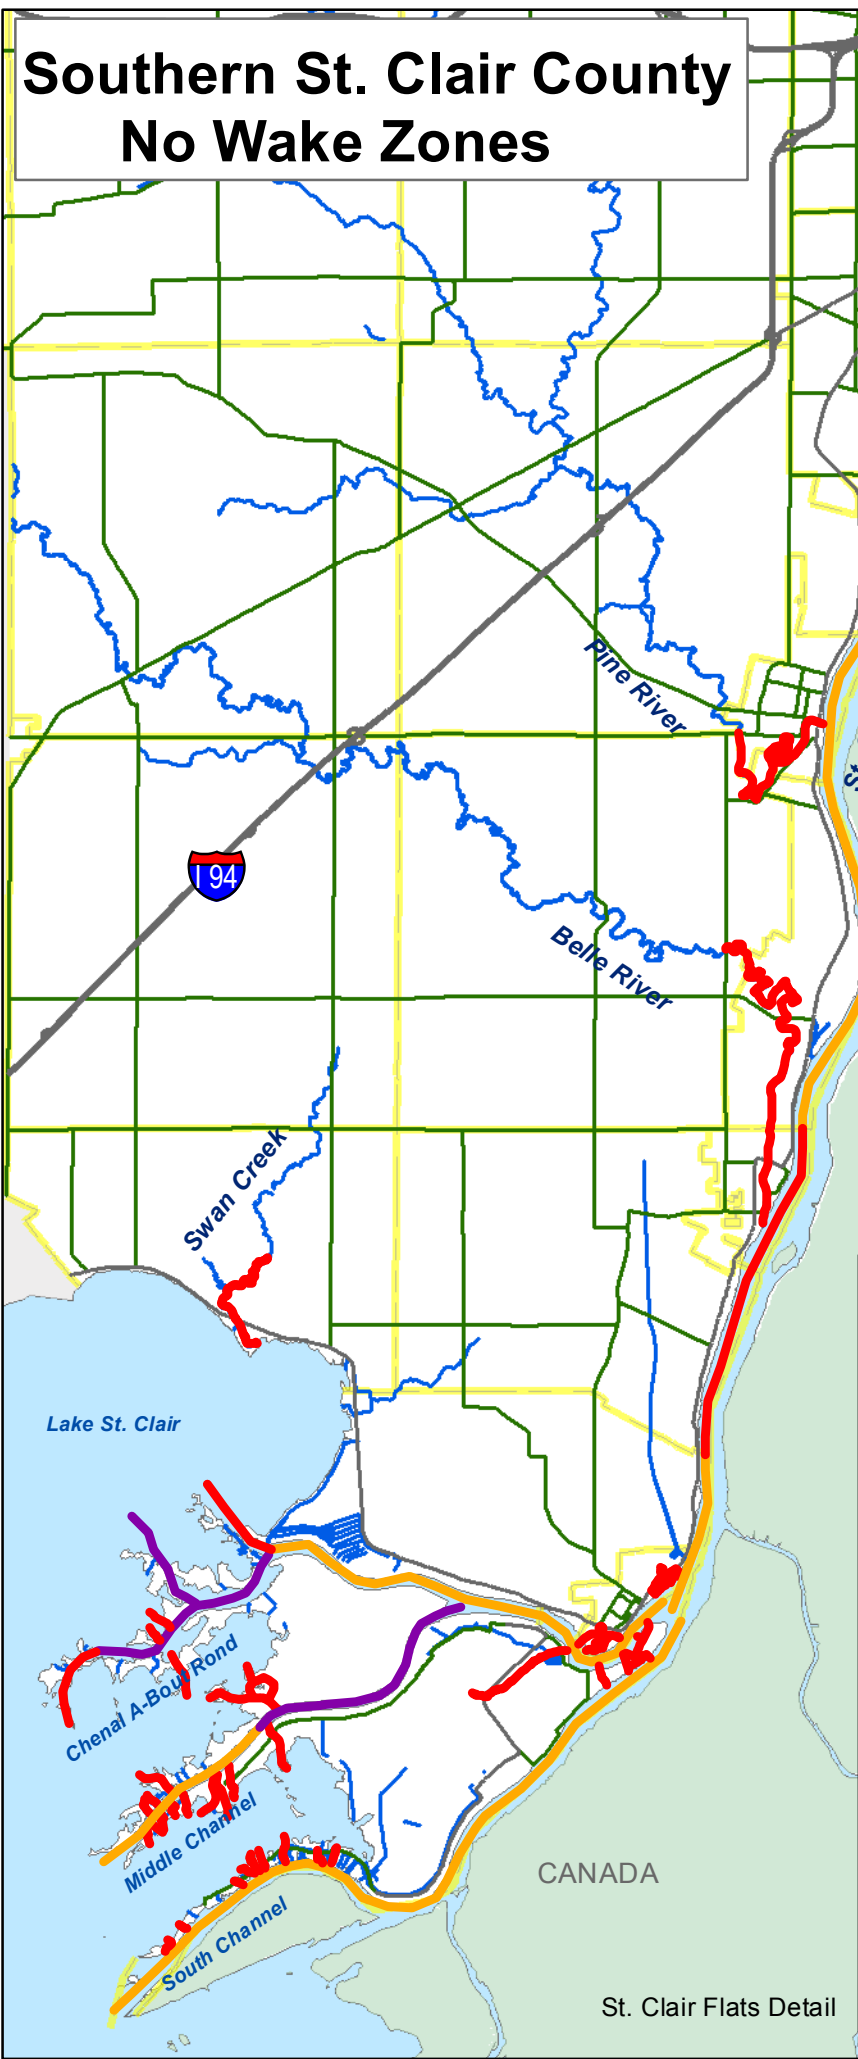 Southern St. Clair County
No Wake Zones
Pine River
Belle River
I 94
Swan Creek
Lake St. Clair
Chenal A-Bout Rond
Middle Channel
South Channel
CANADA
St. Clair Flats Detail